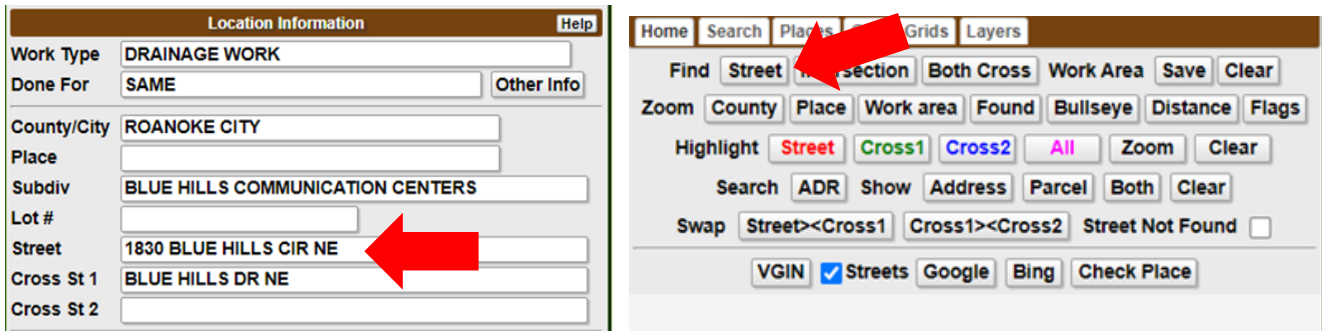 Location Information Help
Work Type DRAINAGE WORK
Done For SAME Other Info
County/City ROANOKE CITY
Place
Subdiv BLUE HILLS COMMUNICATION CENTERS
Lot #
Street 1830 BLUE HILLS CIR NE
Cross St 1 BLUE HILLS DR NE
Cross St 2
Home Search Places Grids Layers
Find Street Both Cross Work Area Save Clear
Zoom County Place Work area Found Bullseye Distance Flags
Highlight Street Cross1 Cross2 All Zoom Clear
Search ADR Show Address Parcel Both Clear
Swap Street><Cross1 Cross1><Cross2 Street Not Found
VGIN Streets Google Bing Check Place